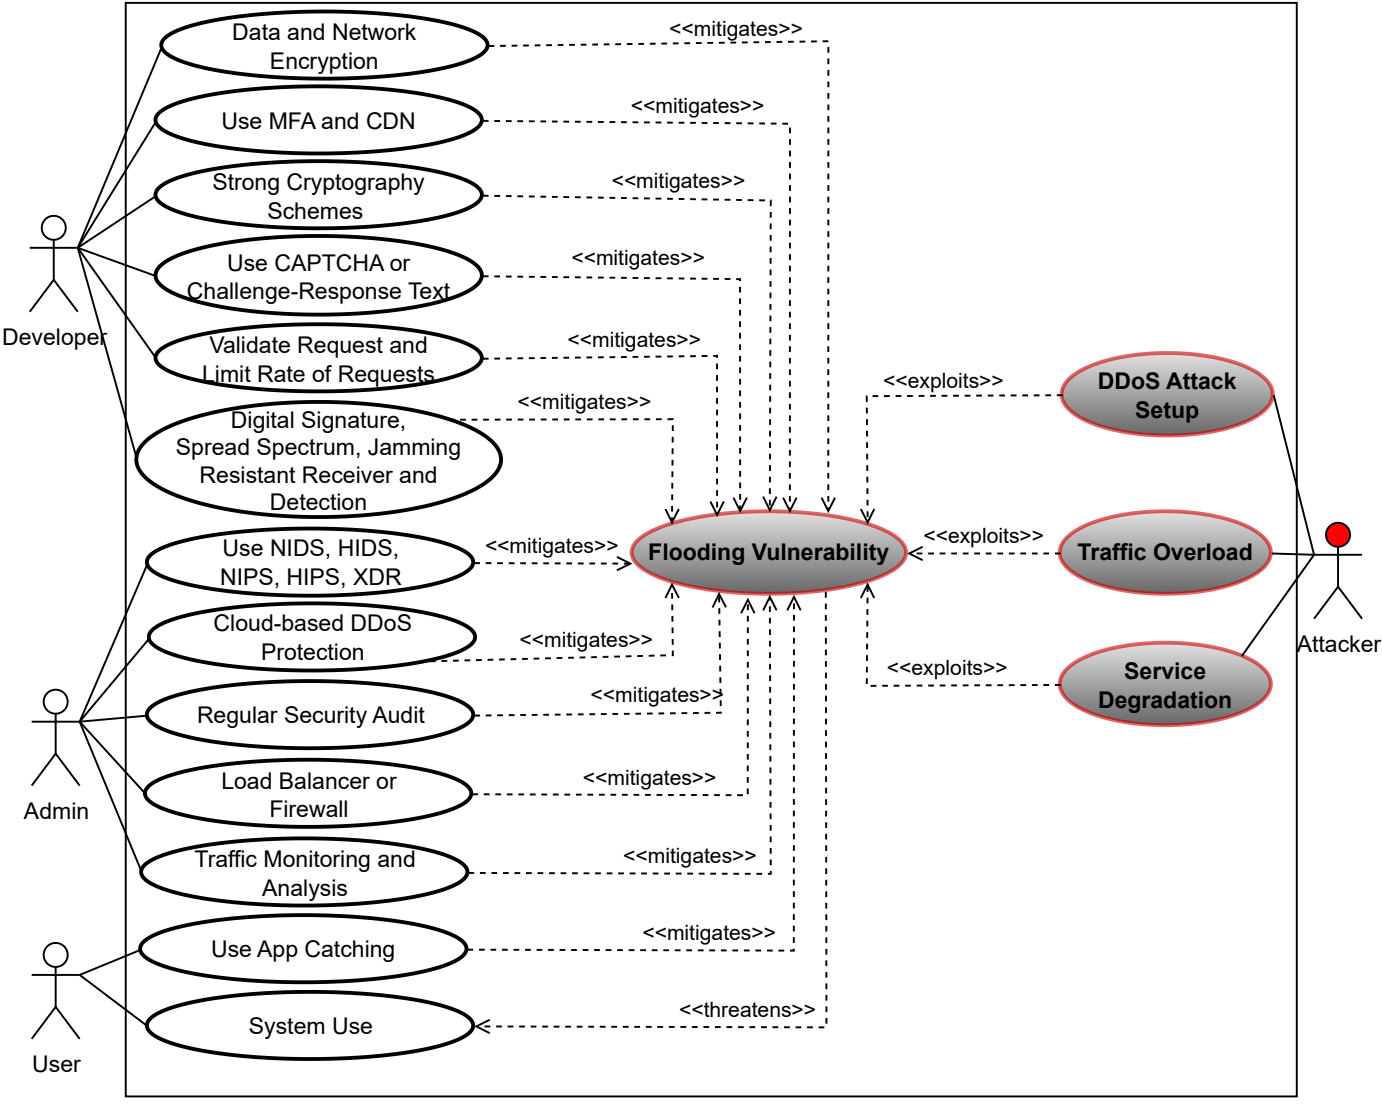 Data and Network
Encryption
<<mitigates>>
Use MFA and CDN
<<mitigates>>
Strong Cryptography
Schemes
<<mitigates>>
Use CAPTCHA or
Challenge-Response Text
<<mitigates>>
Developer
Validate Request and
Limit Rate of Requests
<<mitigates>>
Digital Signature,
Spread Spectrum, Jamming
Resistant Receiver and
Detection
<<mitigates>>
Use NIDS, HIDS,
NIPS, HIPS, XDR
<<mitigates>>
Cloud-based DDoS
Protection
<<mitigates>>
Regular Security Audit
<<mitigates>>
Admin
Load Balancer or
Firewall
<<mitigates>>
Traffic Monitoring and
Analysis
<<mitigates>>
Use App Catching
<<mitigates>>
System Use
<<threatens>>
User
Flooding Vulnerability
<<exploits>>
DDoS Attack
Setup
<<exploits>>
Traffic Overload
<<exploits>>
Service
Degradation
Attacker